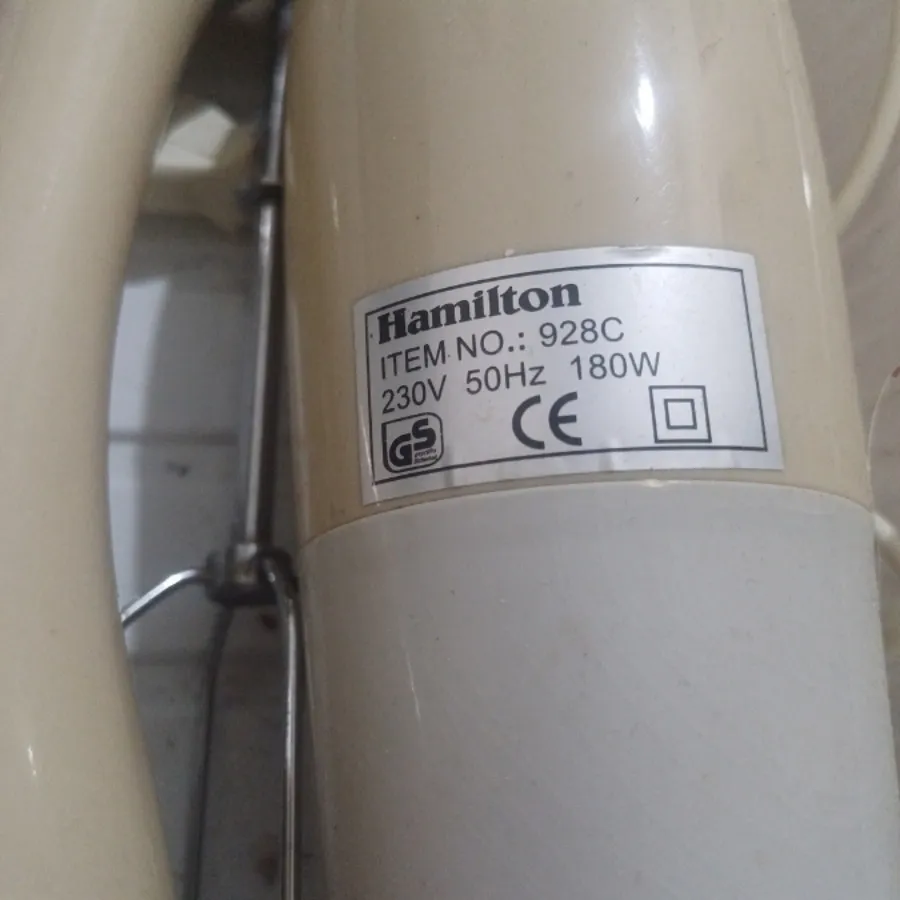 Hamilton
ITEM NO.: 928C
230V 50Hz 180W
GS CE